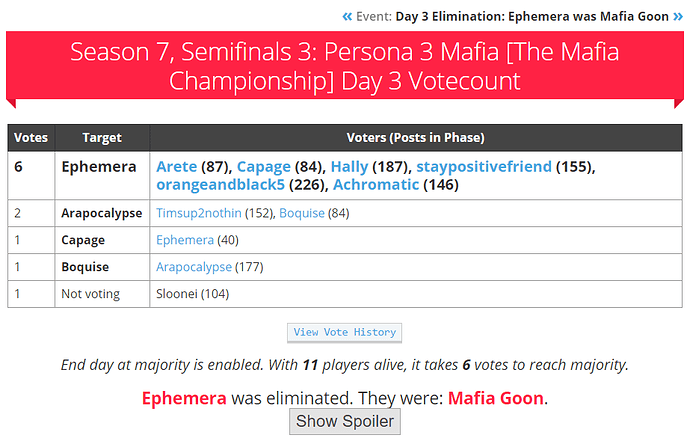 « Event: Day 3 Elimination: Ephemera was Mafia Goon »
Season 7, Semifinals 3: Persona 3 Mafia [The Mafia
Championship] Day 3 Votecount
Votes Target Voters (Posts in Phase)
6 Ephemera Arete (87), Capage (84), Hally (187), staypositivefriend (155),
orangeandblack5 (226), Achromatic (146)
2 Arapocalypse Timsup2nothin (152), Boquise (84)
1 Capage Ephemera (40)
1 Boquise Arapocalypse (177)
1 Not voting Sloonei (104)
View Vote History
End day at majority is enabled. With 11 players alive, it takes 6 votes to reach majority.
Ephemera was eliminated. They were: Mafia Goon.
Show Spoiler